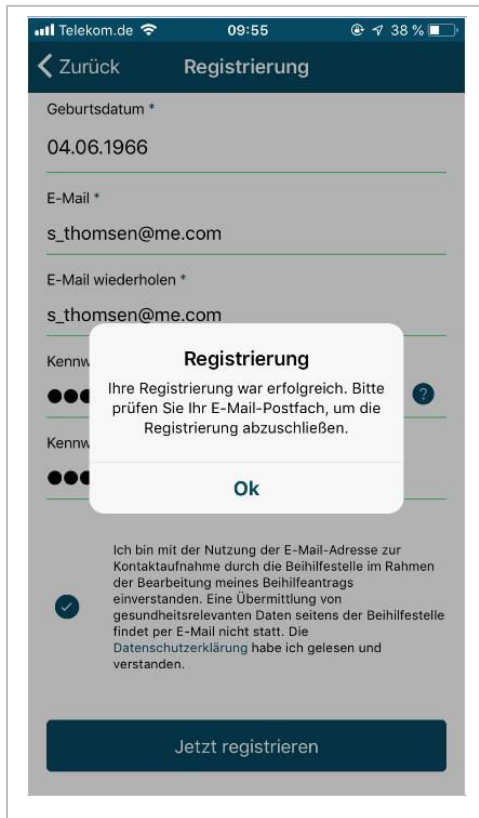 Telekom.de 09:55 38 %
Zurück Registrierung
Geburtsdatum *
04.06.1966
E-Mail *
s_thomsen@me.com
E-Mail wiederholen *
s_thomsen@me.com
Kennw
?
Kennw
Registrierung
Ihre Registrierung war erfolgreich. Bitte
prüfen Sie Ihr E-Mail-Postfach, um die
Registrierung abzuschließen.
Ok
Ich bin mit der Nutzung der E-Mail-Adresse zur
Kontaktaufnahme durch die Beihilfestelle im Rahmen
der Bearbeitung meines Beihilfeantrags
einverstanden. Eine Übermittlung von
gesundheitsrelevanten Daten seitens der Beihilfestelle
findet per E-Mail nicht statt. Die
Datenschutzerklärung habe ich gelesen und
verstanden.
Jetzt registrieren